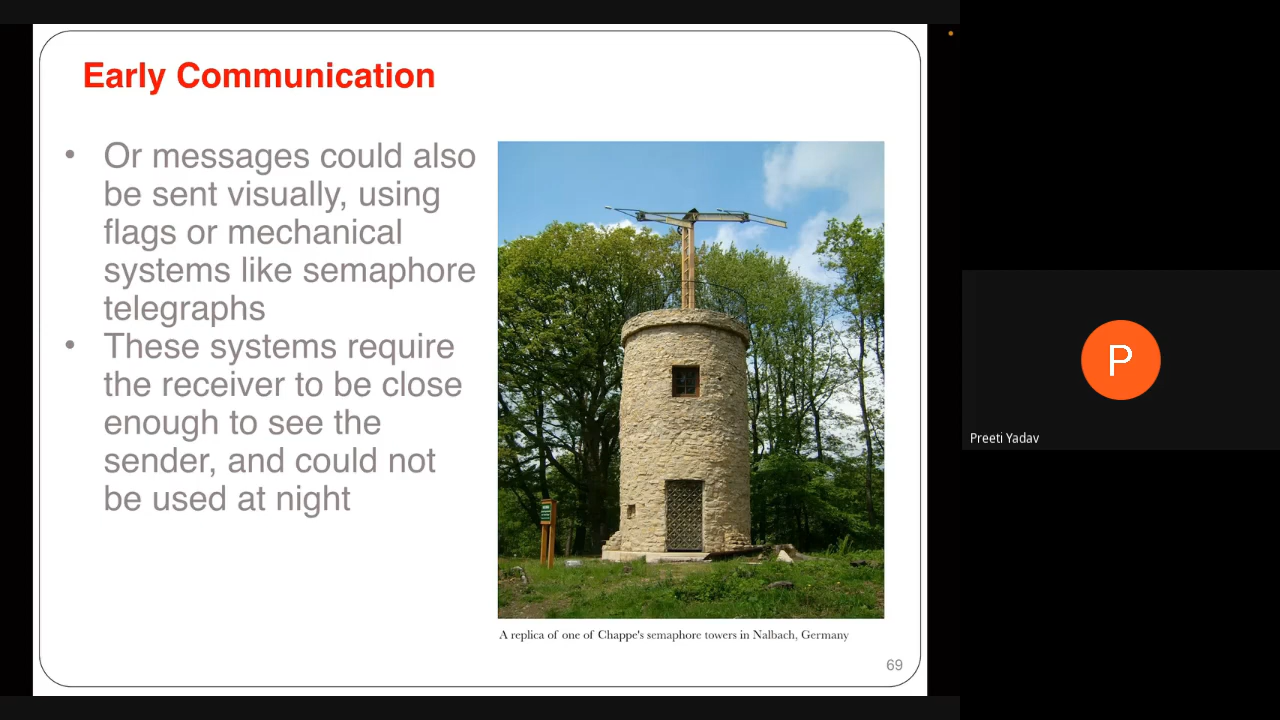 Early Communication
• Or messages could also
be sent visually, using
flags or mechanical
systems like semaphore
telegraphs
• These systems require
the receiver to be close
enough to see the
sender, and could not
be used at night
A replica of one of Chappe's semaphore towers in Nalbach, Germany
69
P
Preeti Yadav